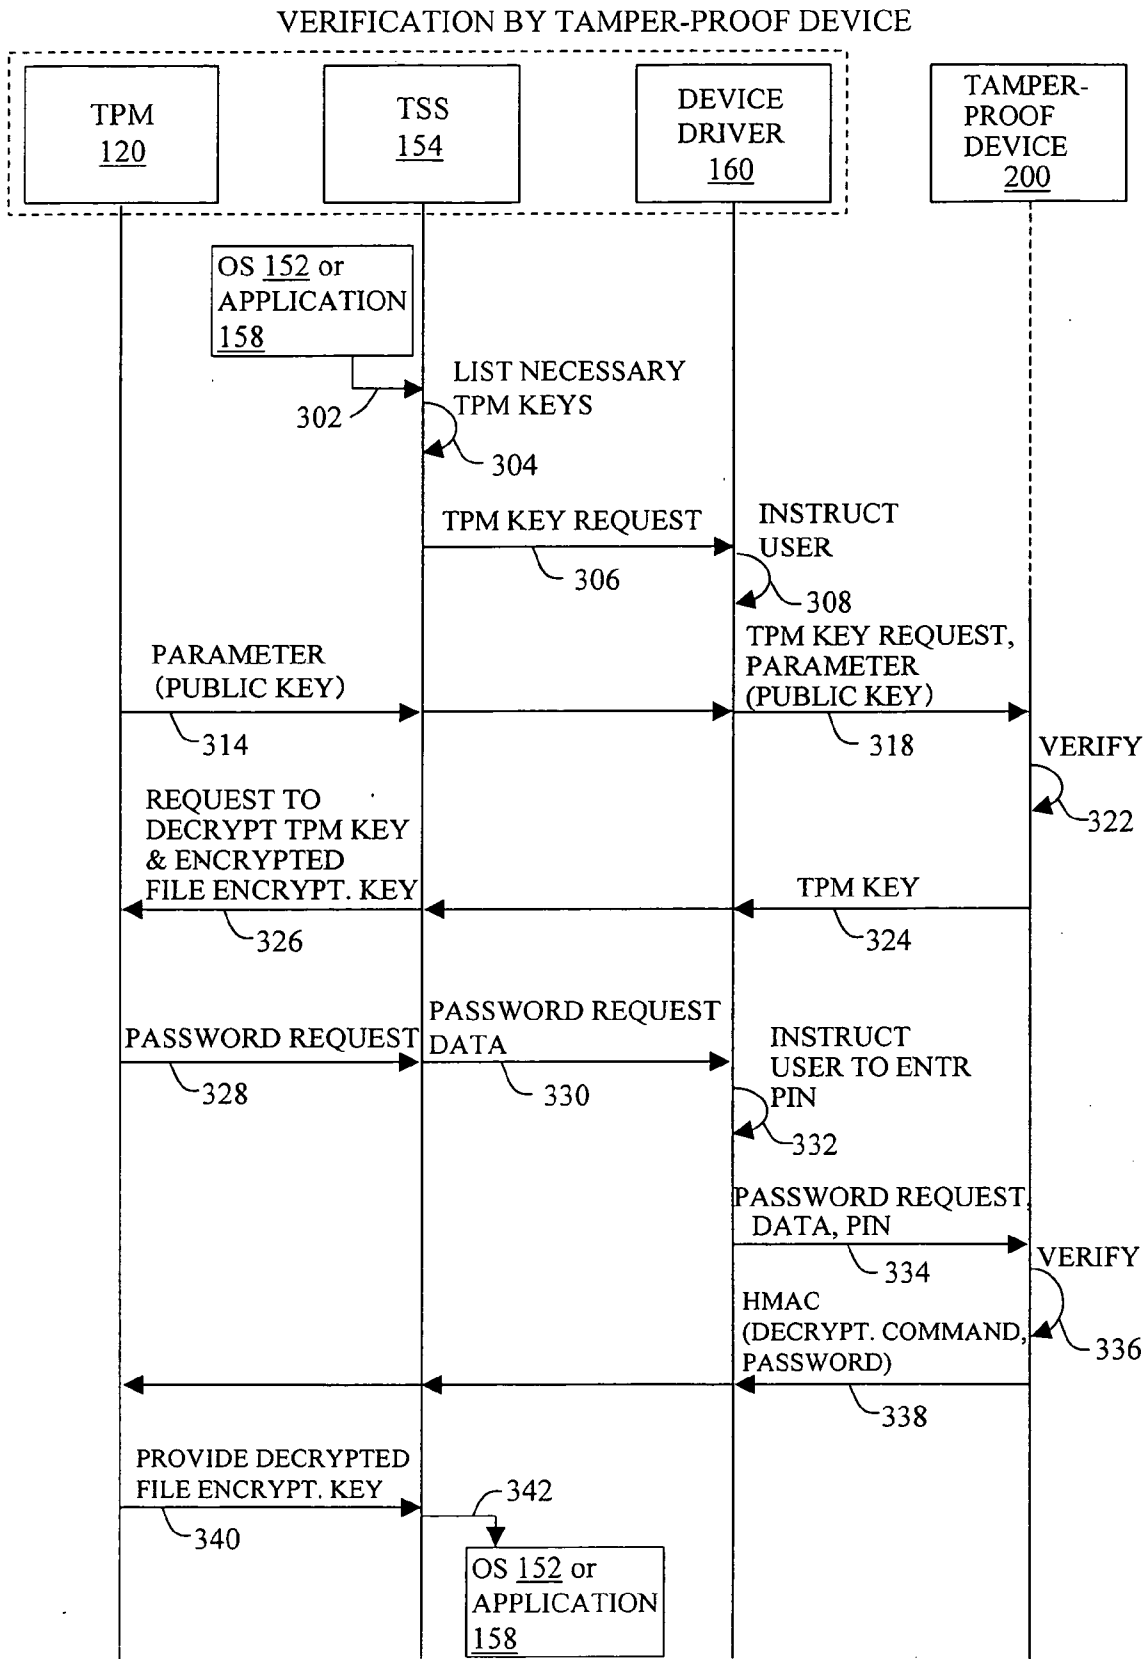 VERIFICATION BY TAMPER-PROOF DEVICE
TPM
120
TSS
154
DEVICE
DRIVER
160
TAMPER-
PROOF
DEVICE
200
OS 152 or
APPLICATION
158
302
LIST NECESSARY
TPM KEYS
304
TPM KEY REQUEST
306
INSTRUCT
USER
308
PARAMETER
(PUBLIC KEY)
314
TPM KEY REQUEST,
PARAMETER
(PUBLIC KEY)
318
VERIFY
322
REQUEST TO
DECRYPT TPM KEY
& ENCRYPTED
FILE ENCRYPT. KEY
326
TPM KEY
324
PASSWORD REQUEST
328
PASSWORD REQUEST
DATA
330
INSTRUCT
USER TO ENTR
PIN
332
PASSWORD REQUEST,
DATA, PIN
334
VERIFY
336
HMAC
(DECRYPT. COMMAND,
PASSWORD)
338
PROVIDE DECRYPTED
FILE ENCRYPT. KEY
340
342
OS 152 or
APPLICATION
158